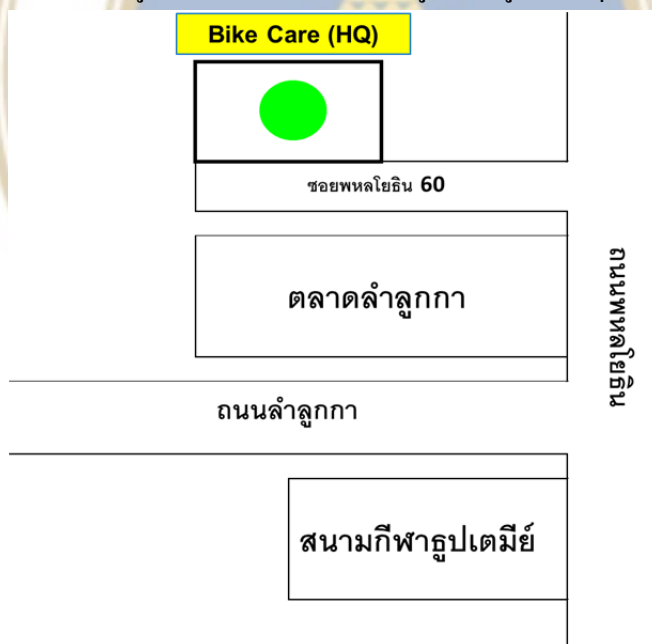 Bike Care (HQ)
ซอยพหลโยธิน 60
ตลาดลำลูกกา
ถนนพหลโยธิน
ถนนลำลูกกา
สนามกีฬาธูปเตมีย์